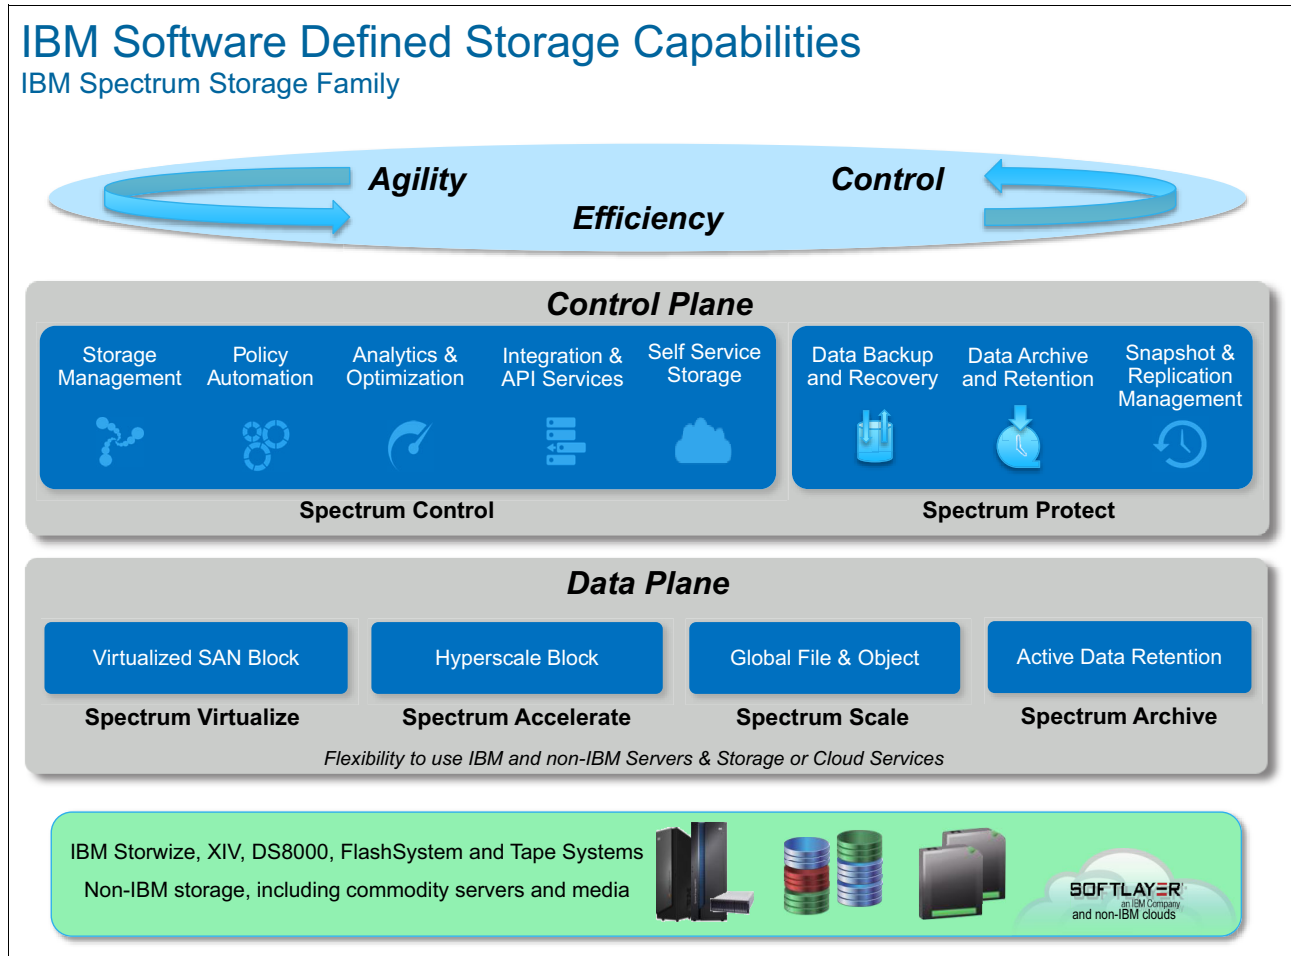 IBM Software Defined Storage Capabilities
IBM Spectrum Storage Family
Agility
Control
Efficiency
Control Plane
Storage
Management
Policy
Automation
Analytics &
Optimization
Integration &
API Services
Self Service
Storage
Data Backup
and Recovery
Data Archive
and Retention
Snapshot &
Replication
Management
Spectrum Control
Spectrum Protect
Data Plane
Virtualized SAN Block
Hyperscale Block
Global File & Object
Active Data Retention
Spectrum Virtualize
Spectrum Accelerate
Spectrum Scale
Spectrum Archive
Flexibility to use IBM and non-IBM Servers & Storage or Cloud Services
IBM Storwize, XIV, DS8000, FlashSystem and Tape Systems
Non-IBM storage, including commodity servers and media
SOFTLAYER
an IBM Company
and non-IBM clouds